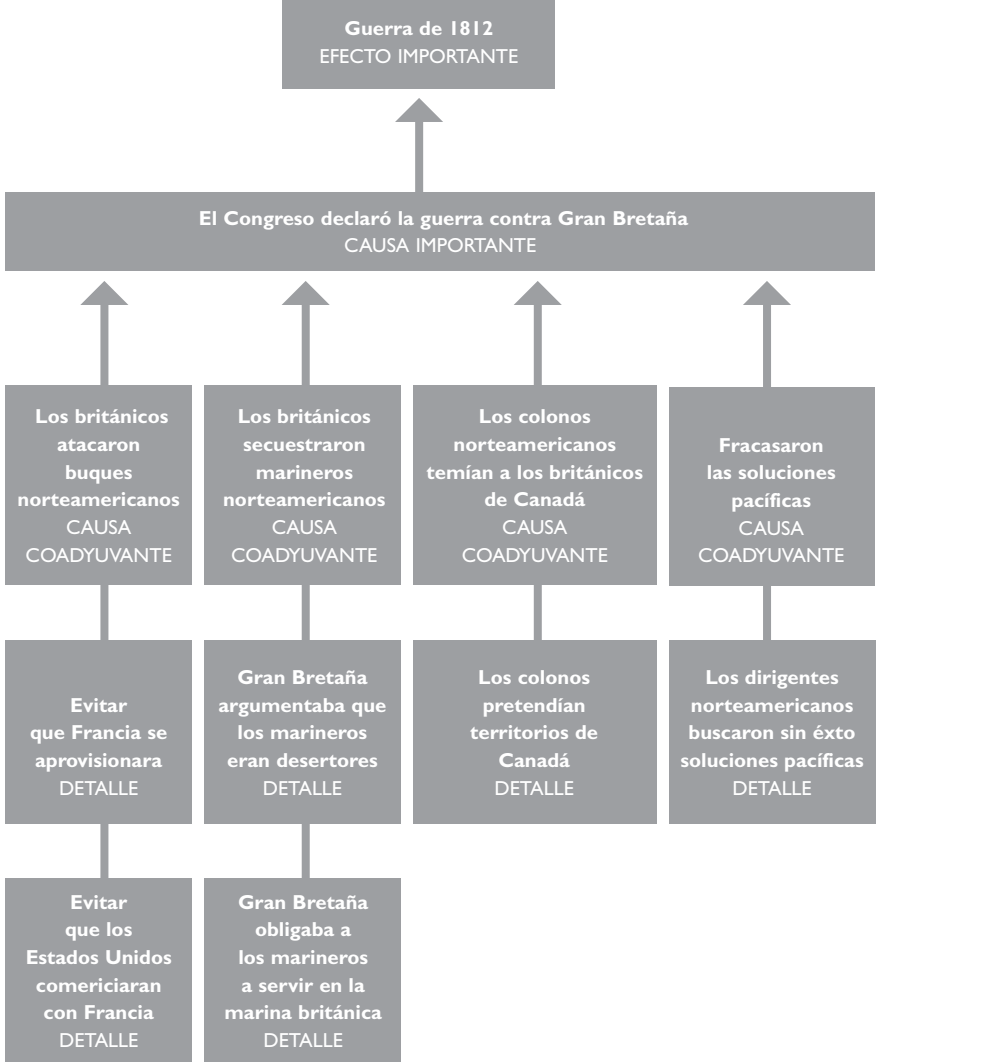 Guerra de 1812
EFECTO IMPORTANTE
El Congreso declaró la guerra contra Gran Bretaña
CAUSA IMPORTANTE
Los británicos
atacaron
buques
norteamericanos
CAUSA
COADYUVANTE
Los británicos
secuestraron
marineros
norteamericanos
CAUSA
COADYUVANTE
Los colonos
norteamericanos
temían a los británicos
de Canadá
CAUSA
COADYUVANTE
Fracasaron
las soluciones
pacíficas
CAUSA
COADYUVANTE
Evitar
que Francia se
aprovisionara
DETALLE
Gran Bretaña
argumentaba que
los marineros
eran desertores
DETALLE
Los colonos
pretendían
territorios de
Canadá
DETALLE
Los dirigentes
norteamericanos
buscaron sin éxto
soluciones pacíficas
DETALLE
Evitar
que los
Estados Unidos
comericiaran
con Francia
DETALLE
Gran Bretaña
obligaba a
los marineros
a servir en la
marina británica
DETALLE